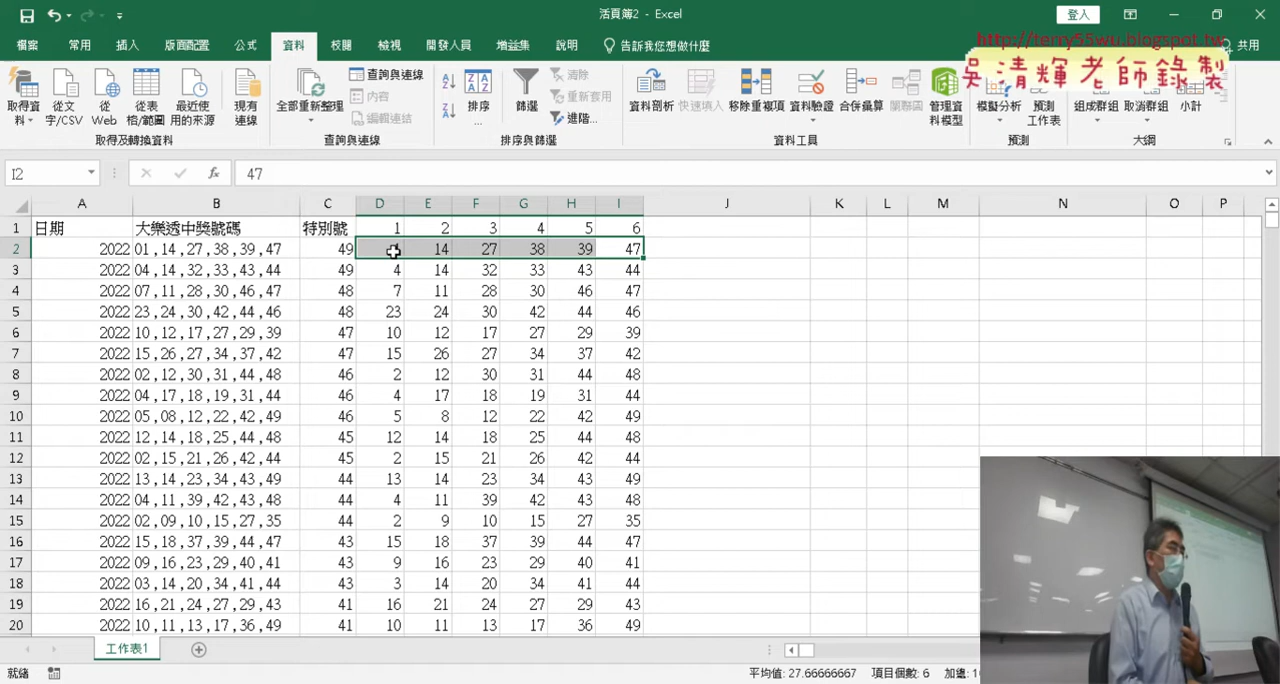 活頁簿2 - Excel
登入
檔案 常用 插入 版面配置 公式 資料 校閱 檢視 開發人員 增益集 說明 告訴我您想做什麼 共用
http://terry55wu.blogspot.tw
吳清輝老師錄製
取得資料 從文字/CSV 從Web 從表格/範圍 最近使用的來源 現有連線
取得及轉換資料
全部重新整理 查詢與連線 內容 編輯連結
查詢與連線
排序 篩選 清除 重新套用 進階...
排序與篩選
資料剖析 快速填入 移除重複項 資料驗證 合併彙算 關聯圖 管理資料模型
資料工具
模擬分析 預測工作表
預測
組成群組 取消群組 小計
大綱
I2 fx 47
A B C D E F G H I J K L M N O P
1 日期 大樂透中獎號碼 特別號 1 2 3 4 5 6
2 2022 01,14,27,38,39,47 49 14 27 38 39 47
3 2022 04,14,32,33,43,44 49 4 14 32 33 43 44
4 2022 07,11,28,30,46,47 48 7 11 28 30 46 47
5 2022 23,24,30,42,44,46 48 23 24 30 42 44 46
6 2022 10,12,17,27,29,39 47 10 12 17 27 29 39
7 2022 15,26,27,34,37,42 47 15 26 27 34 37 42
8 2022 02,12,30,31,44,48 46 2 12 30 31 44 48
9 2022 04,17,18,19,31,44 46 4 17 18 19 31 44
10 2022 05,08,12,22,42,49 46 5 8 12 22 42 49
11 2022 12,14,18,25,44,48 45 12 14 18 25 44 48
12 2022 02,15,21,26,42,44 45 2 15 21 26 42 44
13 2022 13,14,23,34,43,49 44 13 14 23 34 43 49
14 2022 04,11,39,42,43,48 44 4 11 39 42 43 48
15 2022 02,09,10,15,27,35 44 2 9 10 15 27 35
16 2022 15,18,37,39,44,47 43 15 18 37 39 44 47
17 2022 09,16,23,29,40,41 43 9 16 23 29 40 41
18 2022 03,14,20,34,41,44 43 3 14 20 34 41 44
19 2022 16,21,24,27,29,43 41 16 21 24 27 29 43
20 2022 10,11,13,17,36,49 41 10 11 13 17 36 49
工作表1
就緒 平均值: 27.66666667 項目個數: 6 加總: